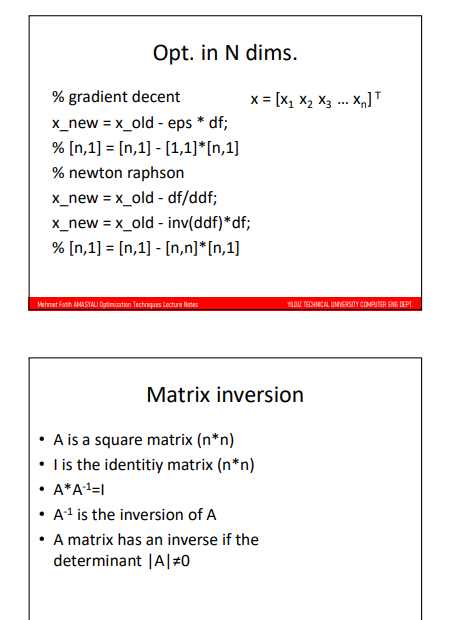 Opt. in N dims.
% gradient decent
x = [x₁ x₂ x₃ ... xₙ]ᵀ
x_new = x_old - eps * df;
% [n,1] = [n,1] - [1,1]*[n,1]
% newton raphson
x_new = x_old - df/ddf;
x_new = x_old - inv(ddf)*df;
% [n,1] = [n,1] - [n,n]*[n,1]
Mehmet Fatih AMASYALI Optimization Techniques Lecture Notes
YILDIZ TECHNICAL UNIVERSITY COMPUTER ENG DEPT.
Matrix inversion
• A is a square matrix (n*n)
• I is the identitiy matrix (n*n)
• A*A⁻¹=I
• A⁻¹ is the inversion of A
• A matrix has an inverse if the
determinant |A|≠0